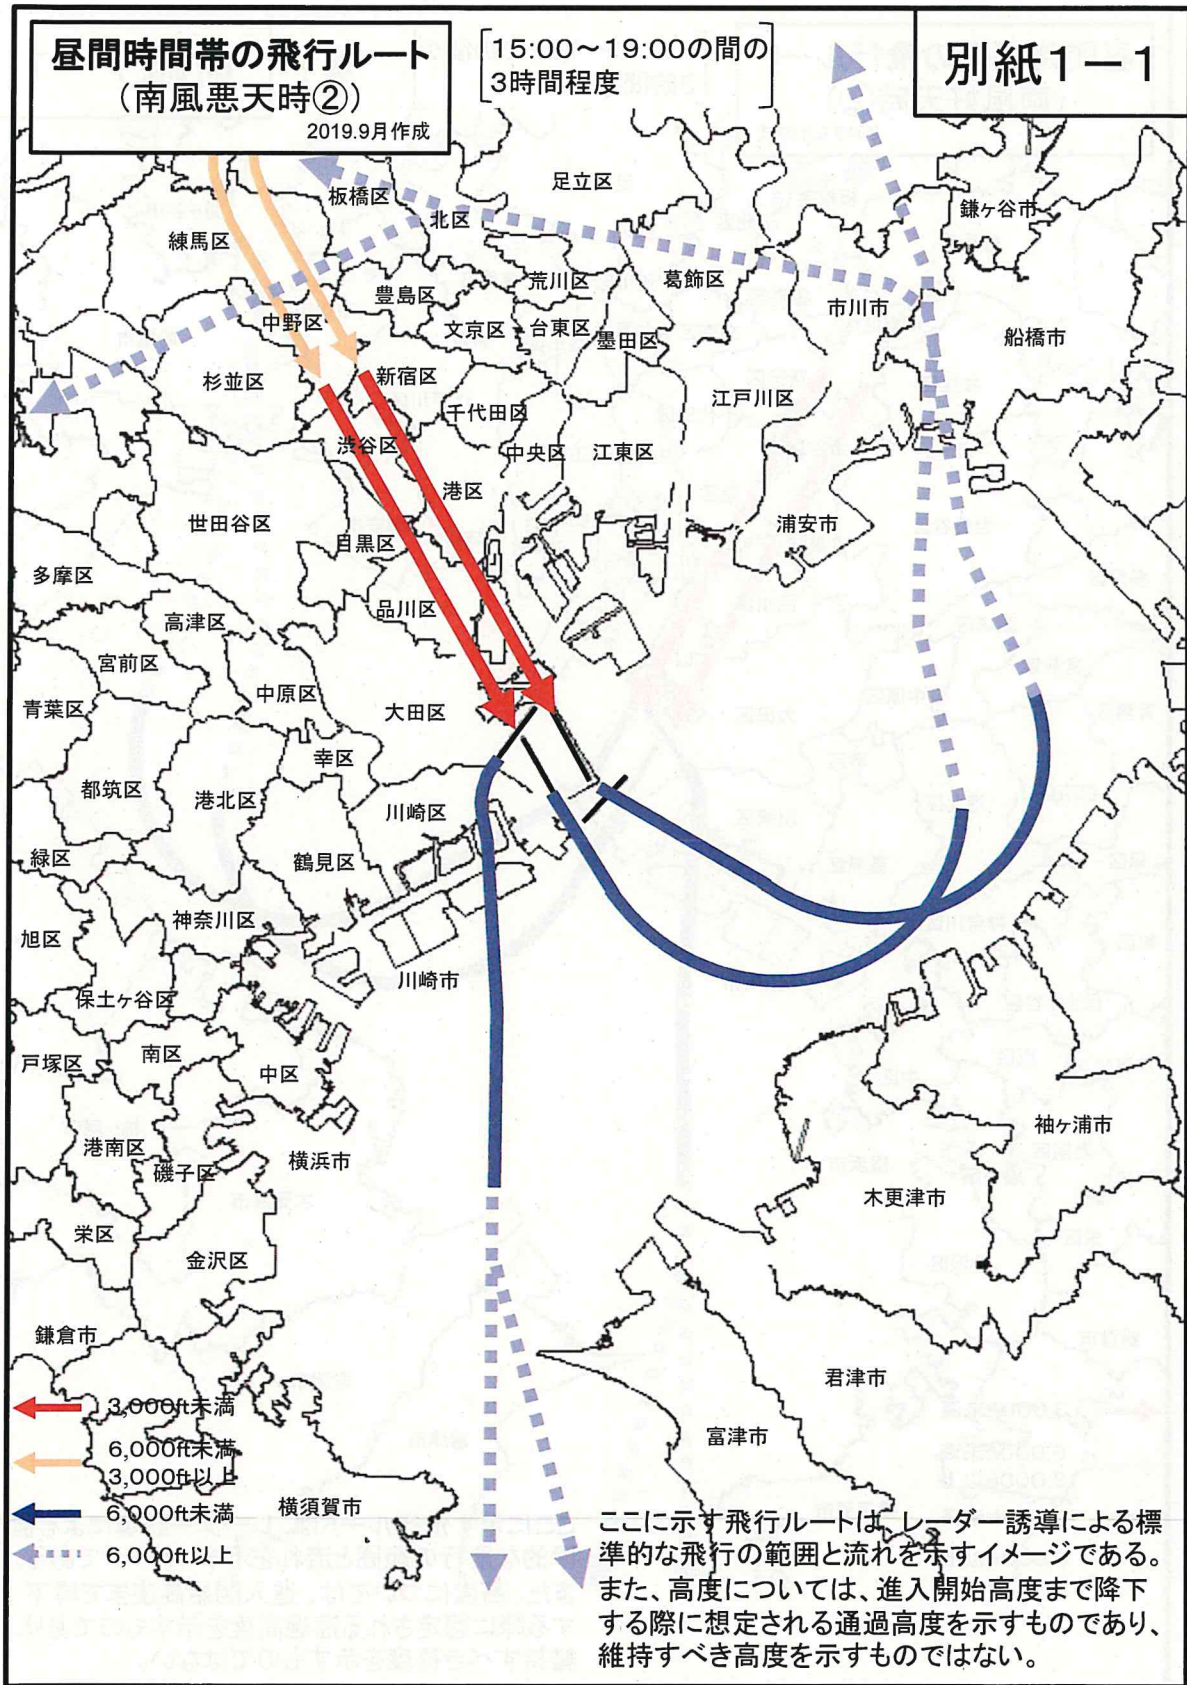 昼間時間帯の飛行ルート
(南風悪天時②)
2019.9月作成
15:00～19:00の間の
3時間程度
別紙1－1
足立区
板橋区
北区
鎌ヶ谷市
練馬区
荒川区
葛飾区
豊島区
市川市
中野区
文京区
台東区
墨田区
船橋市
杉並区
新宿区
千代田区
江戸川区
渋谷区
中央区
江東区
港区
世田谷区
目黒区
浦安市
多摩区
品川区
高津区
宮前区
中原区
青葉区
大田区
幸区
都筑区
港北区
川崎区
緑区
鶴見区
神奈川区
旭区
川崎市
保土ヶ谷区
戸塚区
南区
中区
港南区
磯子区
横浜市
袖ヶ浦市
木更津市
栄区
金沢区
鎌倉市
君津市
富津市
横須賀市
3,000ft未満
6,000ft未満
3,000ft以上
6,000ft未満
6,000ft以上
ここに示す飛行ルートは、レーダー誘導による標
準的な飛行の範囲と流れを示すイメージである。
また、高度については、進入開始高度まで降下
する際に想定される通過高度を示すものであり、
維持すべき高度を示すものではない。